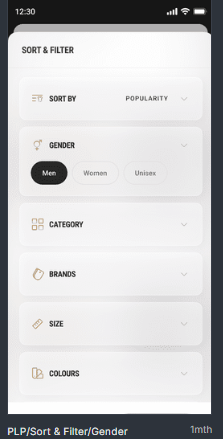 12:30
SORT & FILTER
SORT BY POPULARITY
GENDER
Men Women Unisex
CATEGORY
BRANDS
SIZE
COLOURS
PLP/Sort & Filter/Gender 1mth